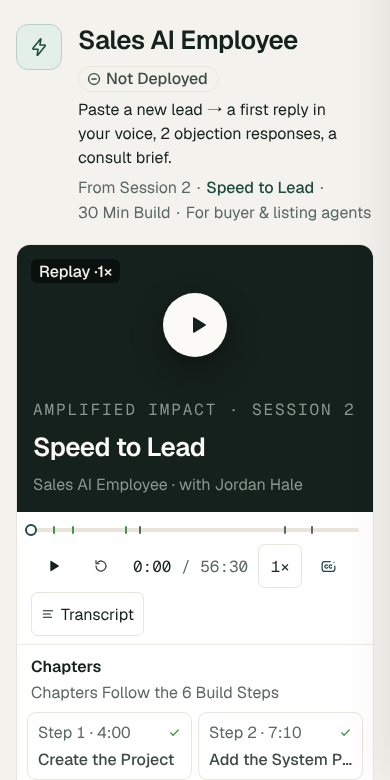 Sales AI Employee
Not Deployed
Paste a new lead → a first reply in
your voice, 2 objection responses, a
consult brief.
From Session 2 · Speed to Lead ·
30 Min Build · For buyer & listing agents
Replay ·1×
AMPLIFIED IMPACT · SESSION 2
Speed to Lead
Sales AI Employee · with Jordan Hale
0:00 / 56:30 1× CC
Transcript
Chapters
Chapters Follow the 6 Build Steps
Step 1 · 4:00
Create the Project
Step 2 · 7:10
Add the System P...